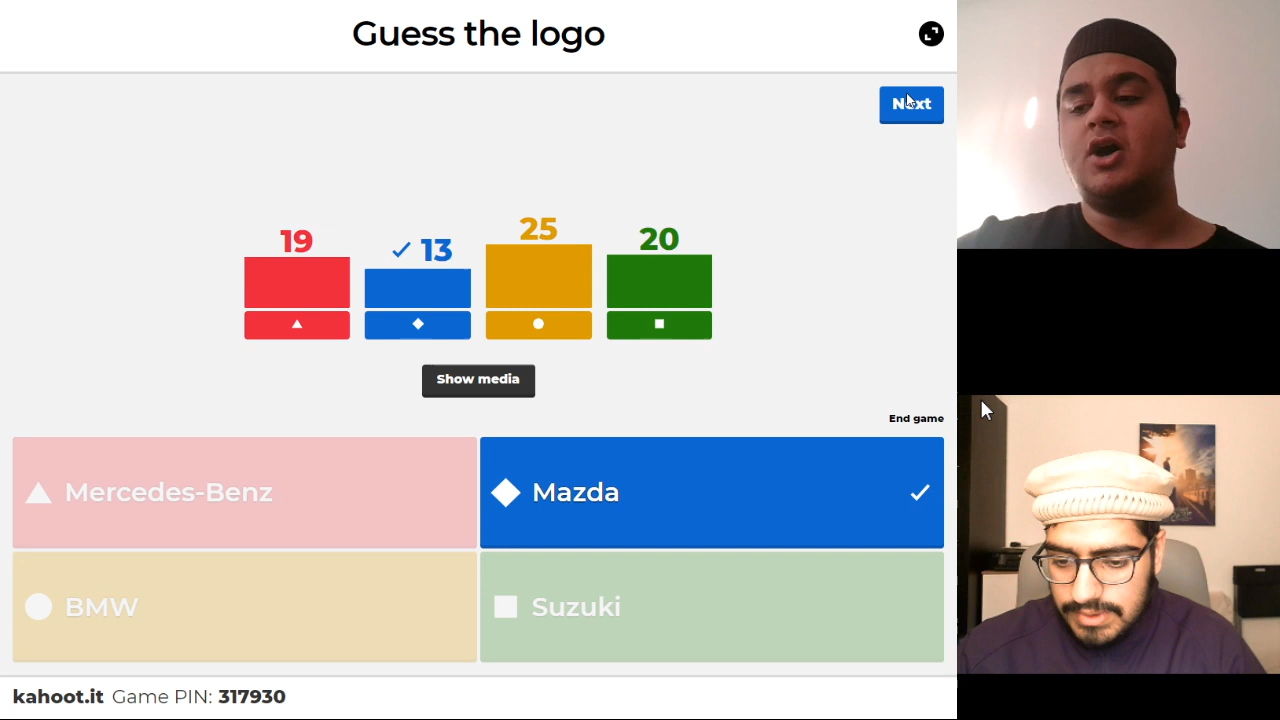 Guess the logo
Next
19
13
25
20
Show media
End game
Mercedes-Benz
Mazda
BMW
Suzuki
kahoot.it Game PIN: 317930